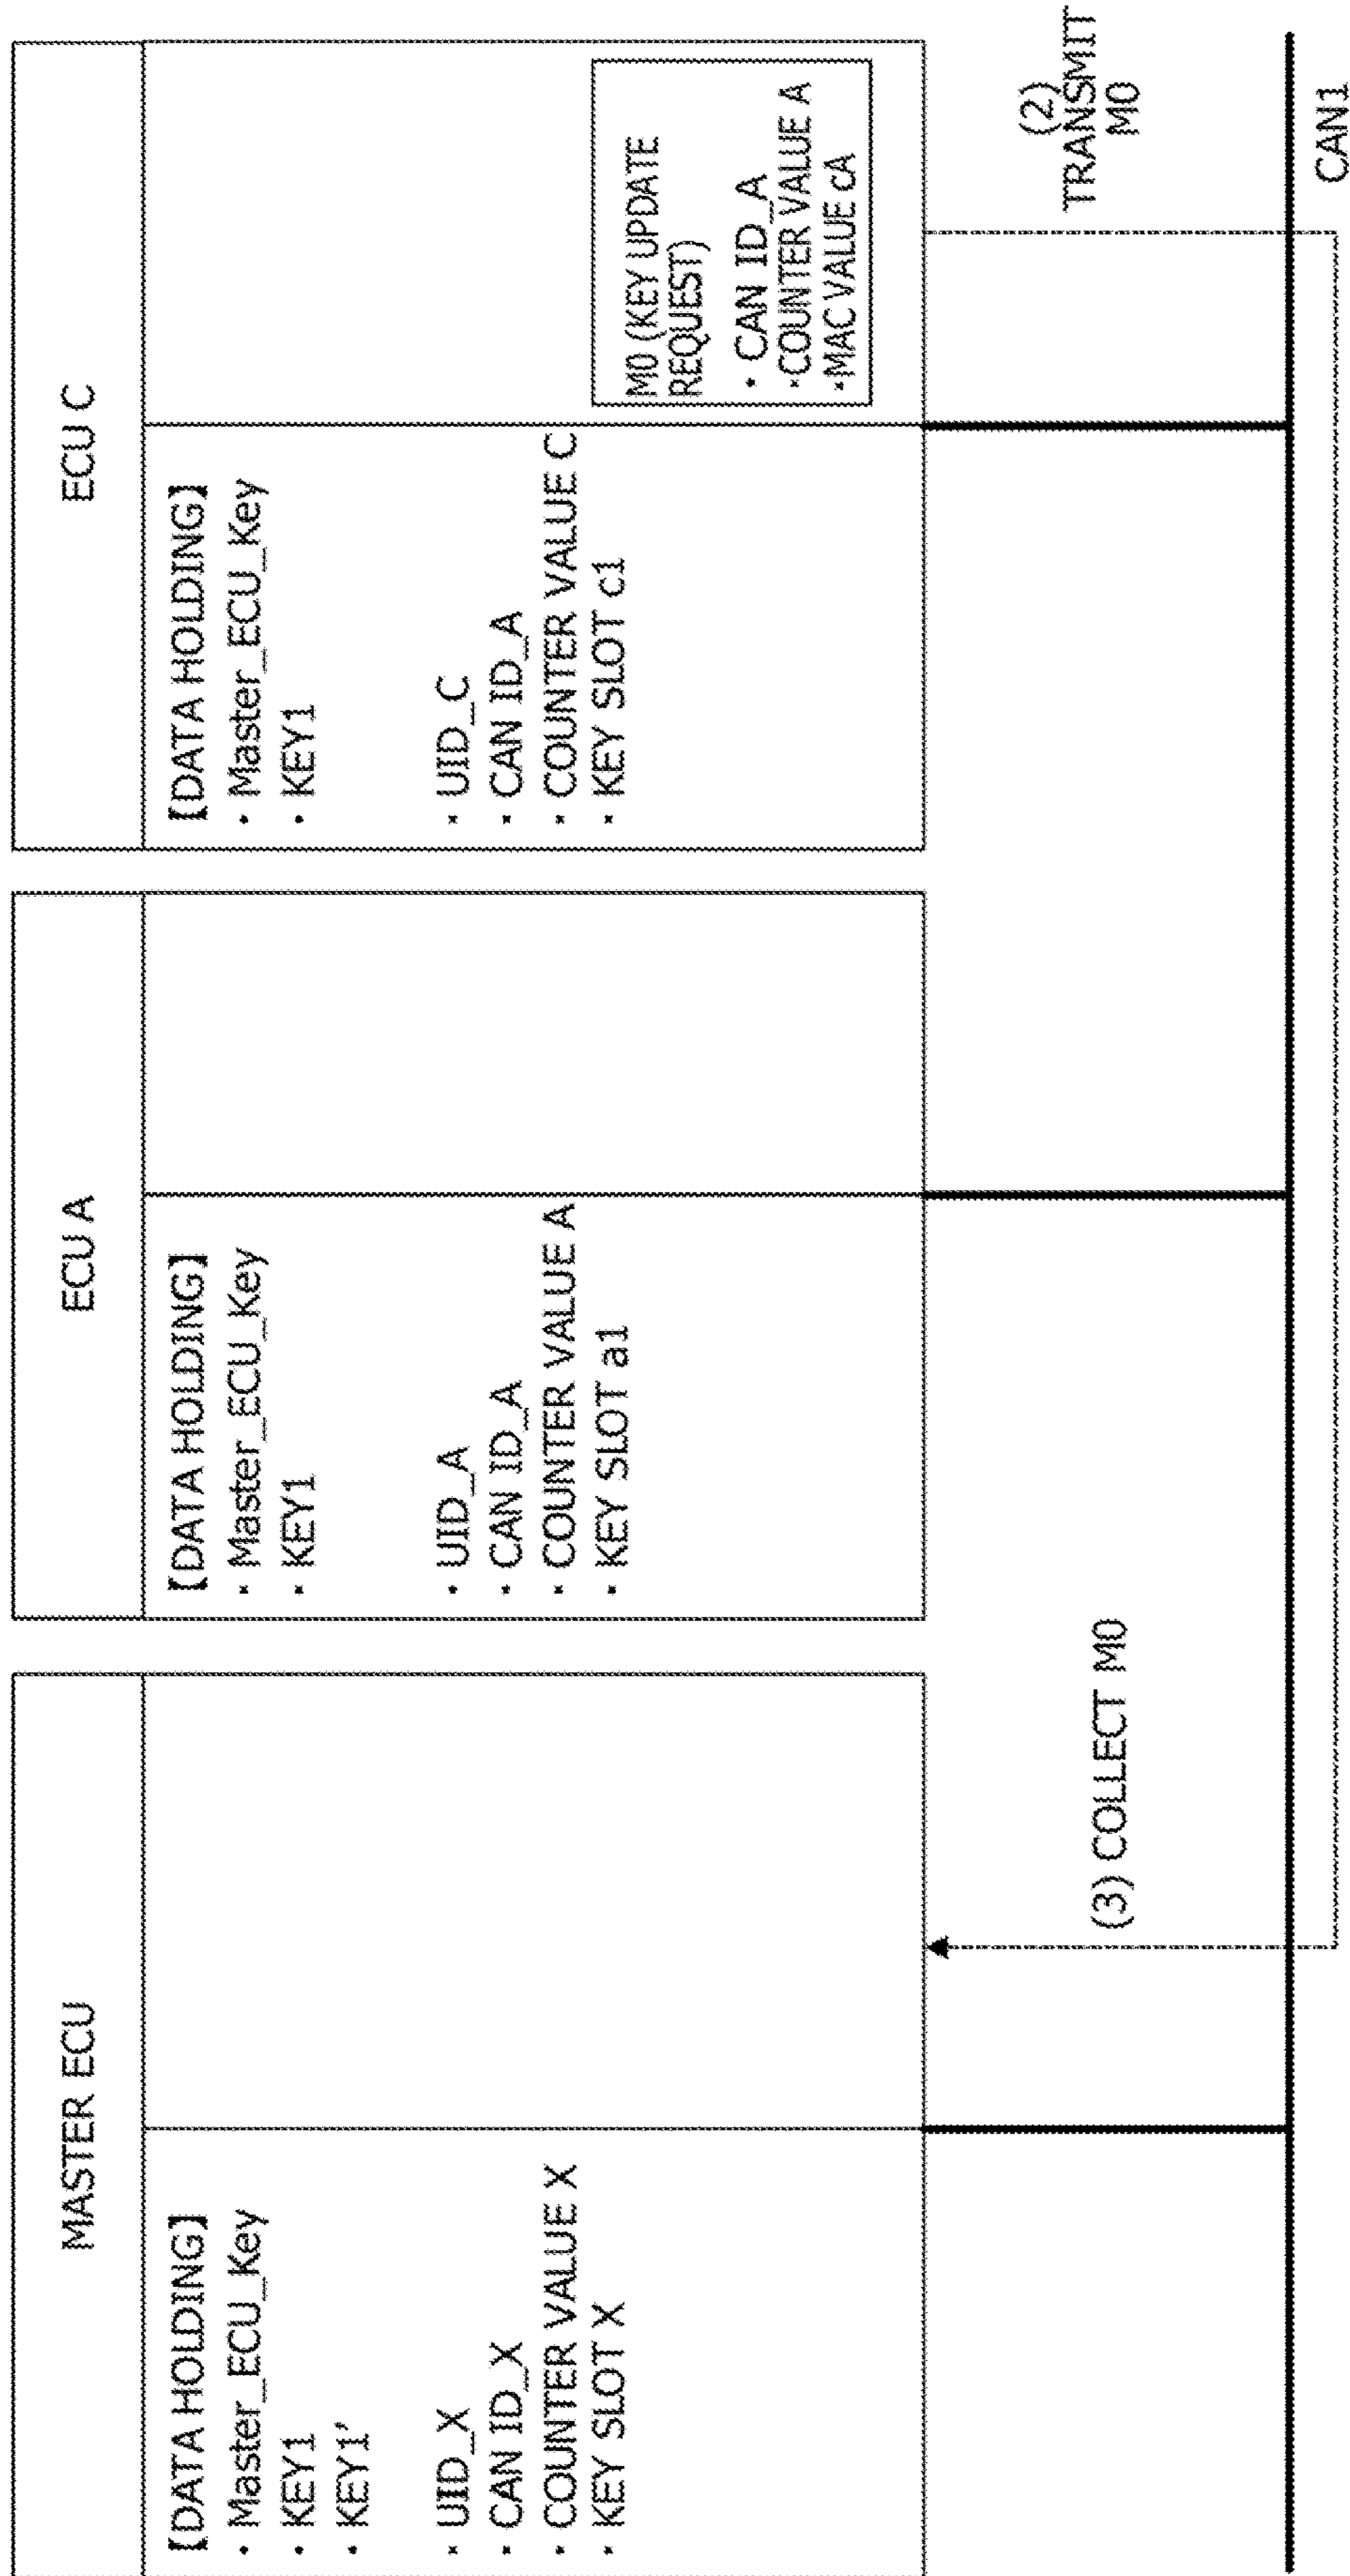 MASTER ECU
【DATA HOLDING】
・Master_ECU_Key
・KEY1
・KEY1'
・UID_X
・CAN ID_X
・COUNTER VALUE X
・KEY SLOT X
(3) COLLECT M0
ECU A
【DATA HOLDING】
・Master_ECU_Key
・KEY1
・UID_A
・CAN ID_A
・COUNTER VALUE A
・KEY SLOT a1
ECU C
【DATA HOLDING】
・Master_ECU_Key
・KEY1
・UID_C
・CAN ID_A
・COUNTER VALUE C
・KEY SLOT c1
M0 (KEY UPDATE
REQUEST)
・CAN ID_A
・COUNTER VALUE A
・MAC VALUE cA
(2)
TRANSMIT
M0
CAN1